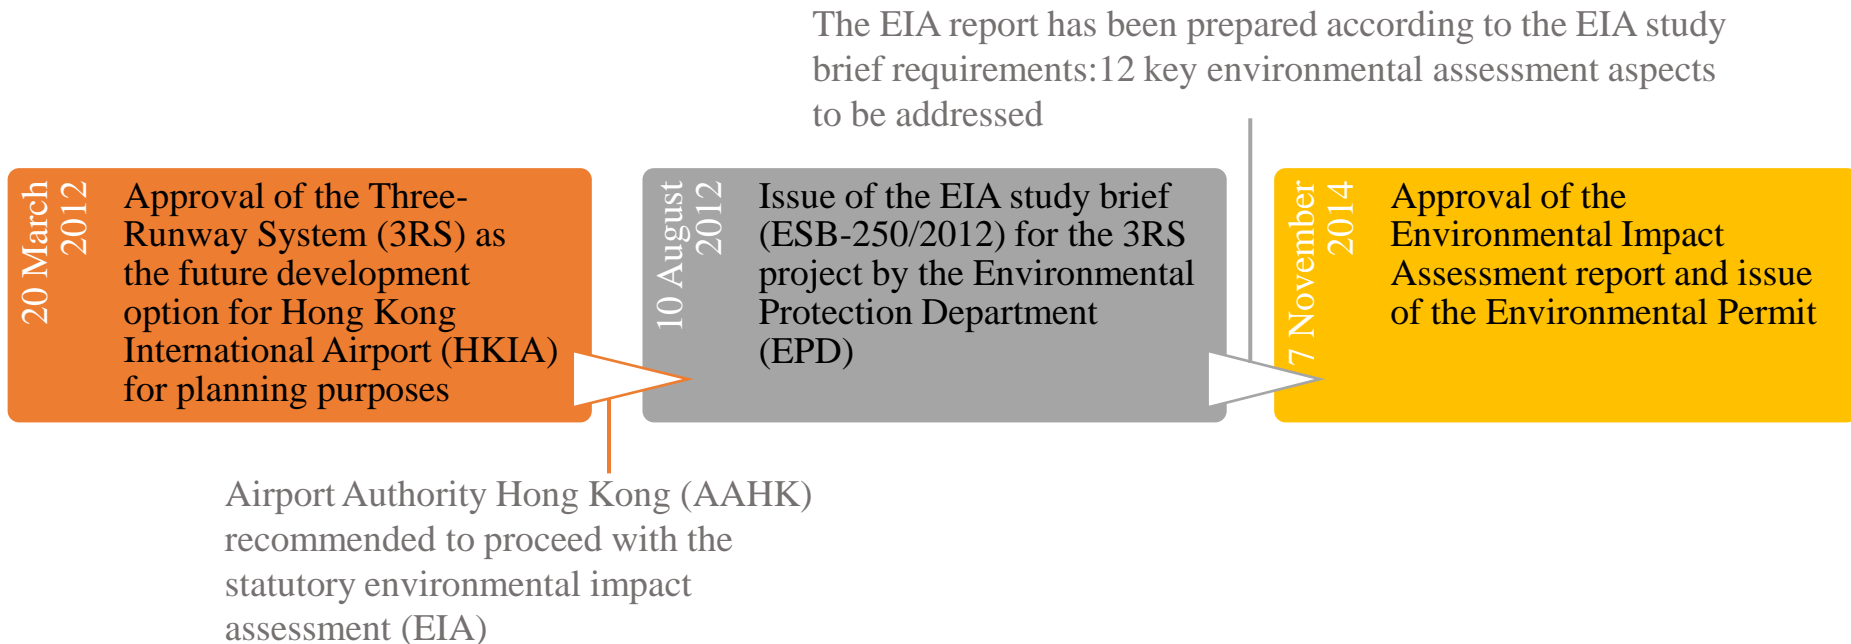 The EIA report has been prepared according to the EIA study
brief requirements:12 key environmental assessment aspects
to be addressed
20 March
2012
Approval of the Three-
Runway System (3RS) as
the future development
option for Hong Kong
International Airport (HKIA)
for planning purposes
10 August
2012
Issue of the EIA study brief
(ESB-250/2012) for the 3RS
project by the Environmental
Protection Department
(EPD)
7 November
2014
Approval of the
Environmental Impact
Assessment report and issue
of the Environmental Permit
Airport Authority Hong Kong (AAHK)
recommended to proceed with the
statutory environmental impact
assessment (EIA)